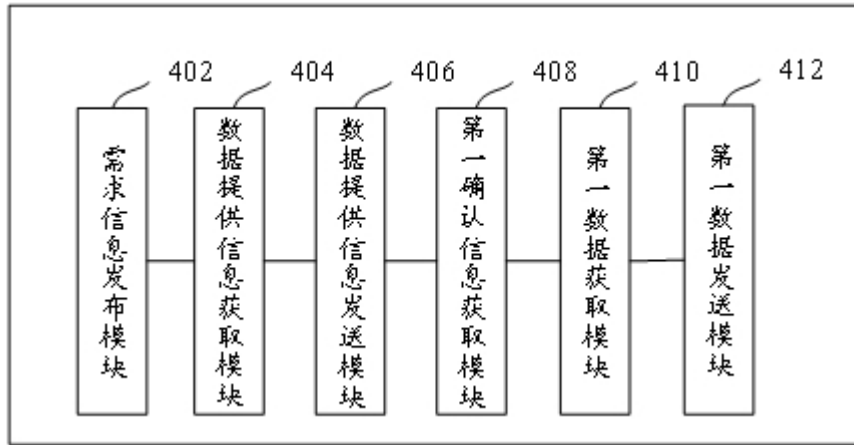 402
404
406
408
410
412
需求信息发布模块
数据提供信息获取模块
数据提供信息发送模块
第一确认信息获取模块
第一数据获取模块
第一数据发送模块